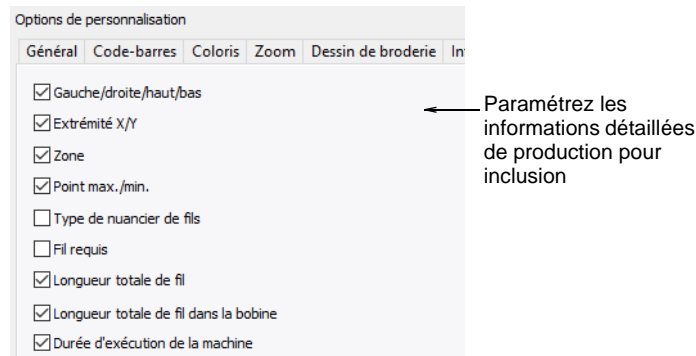 Options de personnalisation
Général Code-barres Coloris Zoom Dessin de broderie
Gauche/droite/haut/bas
Extrémité X/Y
Zone
Point max./min.
Type de nuancier de fils
Fil requis
Longueur totale de fil
Longueur totale de fil dans la bobine
Durée d'exécution de la machine
Paramétrez les
informations détaillées
de production pour
inclusion